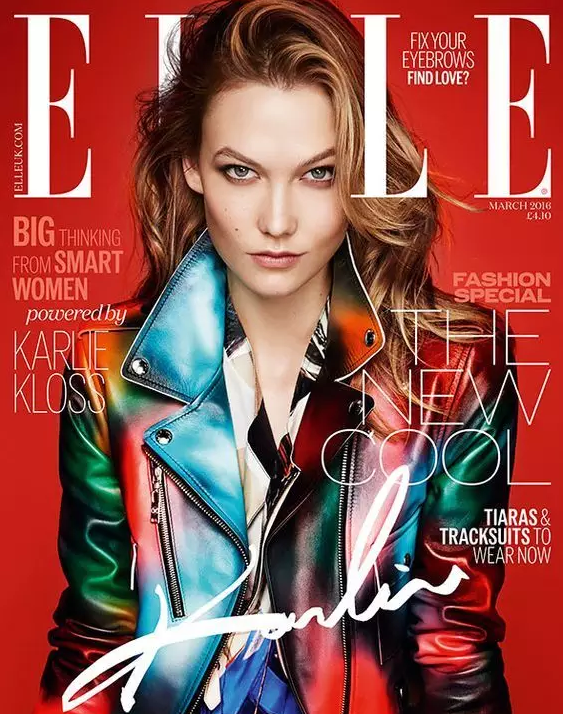 ELLE
FIX YOUR
EYEBROWS
FIND LOVE?
ELLEUK.COM
®
MARCH 2016
£4.10
BIG THINKING
FROM SMART
WOMEN
powered by
KARLIE
KLOSS
FASHION
SPECIAL
THE
NEW
COOL
TIARAS &
TRACKSUITS TO
WEAR NOW
Karlie